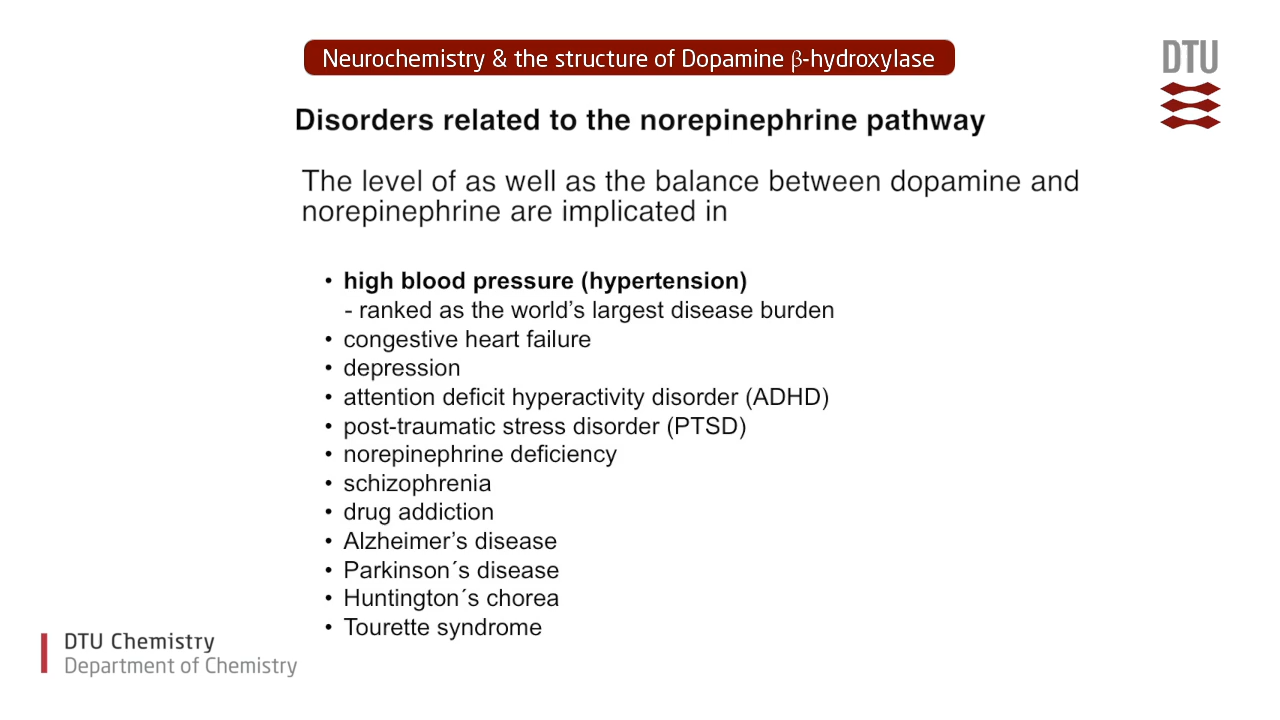 Neurochemistry & the structure of Dopamine β-hydroxylase
DTU
Disorders related to the norepinephrine pathway
The level of as well as the balance between dopamine and
norepinephrine are implicated in
• high blood pressure (hypertension)
- ranked as the world’s largest disease burden
• congestive heart failure
• depression
• attention deficit hyperactivity disorder (ADHD)
• post-traumatic stress disorder (PTSD)
• norepinephrine deficiency
• schizophrenia
• drug addiction
• Alzheimer’s disease
• Parkinson´s disease
• Huntington´s chorea
• Tourette syndrome
DTU Chemistry
Department of Chemistry